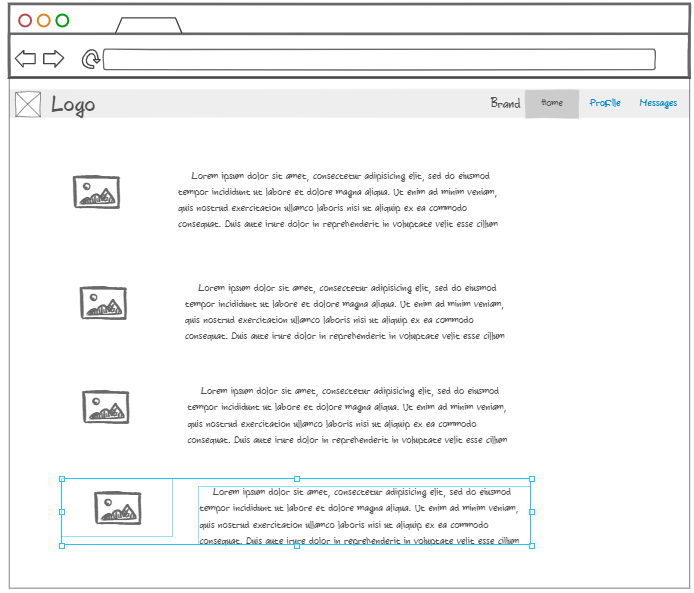 Logo
Brand Home Profile Messages
Lorem ipsum dolor sit amet, consectetur adipisicing elit, sed do eiusmod
tempor incididunt ut labore et dolore magna aliqua. Ut enim ad minim veniam,
quis nostrud exercitation ullamco laboris nisi ut aliquip ex ea commodo
consequat. Duis aute irure dolor in reprehenderit in voluptate velit esse cillum
Lorem ipsum dolor sit amet, consectetur adipisicing elit, sed do eiusmod
tempor incididunt ut labore et dolore magna aliqua. Ut enim ad minim veniam,
quis nostrud exercitation ullamco laboris nisi ut aliquip ex ea commodo
consequat. Duis aute irure dolor in reprehenderit in voluptate velit esse cillum
Lorem ipsum dolor sit amet, consectetur adipisicing elit, sed do eiusmod
tempor incididunt ut labore et dolore magna aliqua. Ut enim ad minim veniam,
quis nostrud exercitation ullamco laboris nisi ut aliquip ex ea commodo
consequat. Duis aute irure dolor in reprehenderit in voluptate velit esse cillum
Lorem ipsum dolor sit amet, consectetur adipisicing elit, sed do eiusmod
tempor incididunt ut labore et dolore magna aliqua. Ut enim ad minim veniam,
quis nostrud exercitation ullamco laboris nisi ut aliquip ex ea commodo
consequat. Duis aute irure dolor in reprehenderit in voluptate velit esse cillum